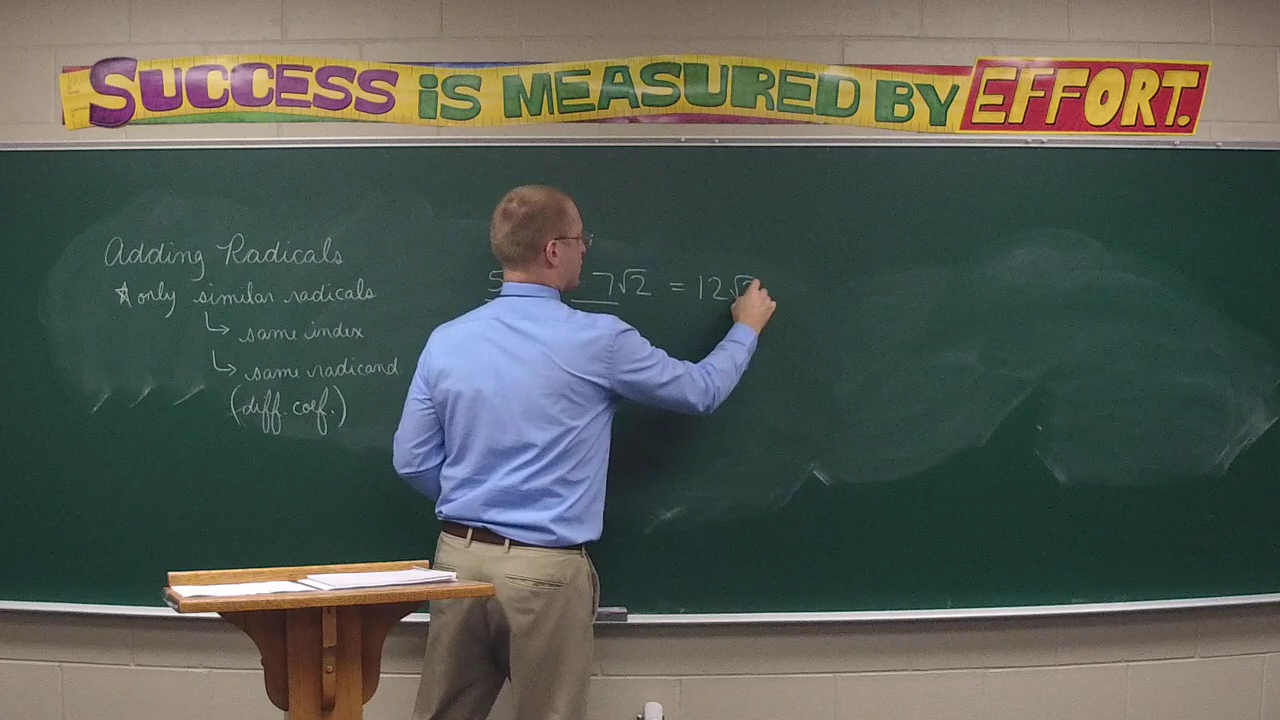 SUCCESS iS MEASURED BY EFFORT.
Adding Radicals
* only similar radicals
↳ same index
↳ same radicand
(diff. coef.)
5 7√2 = 12√